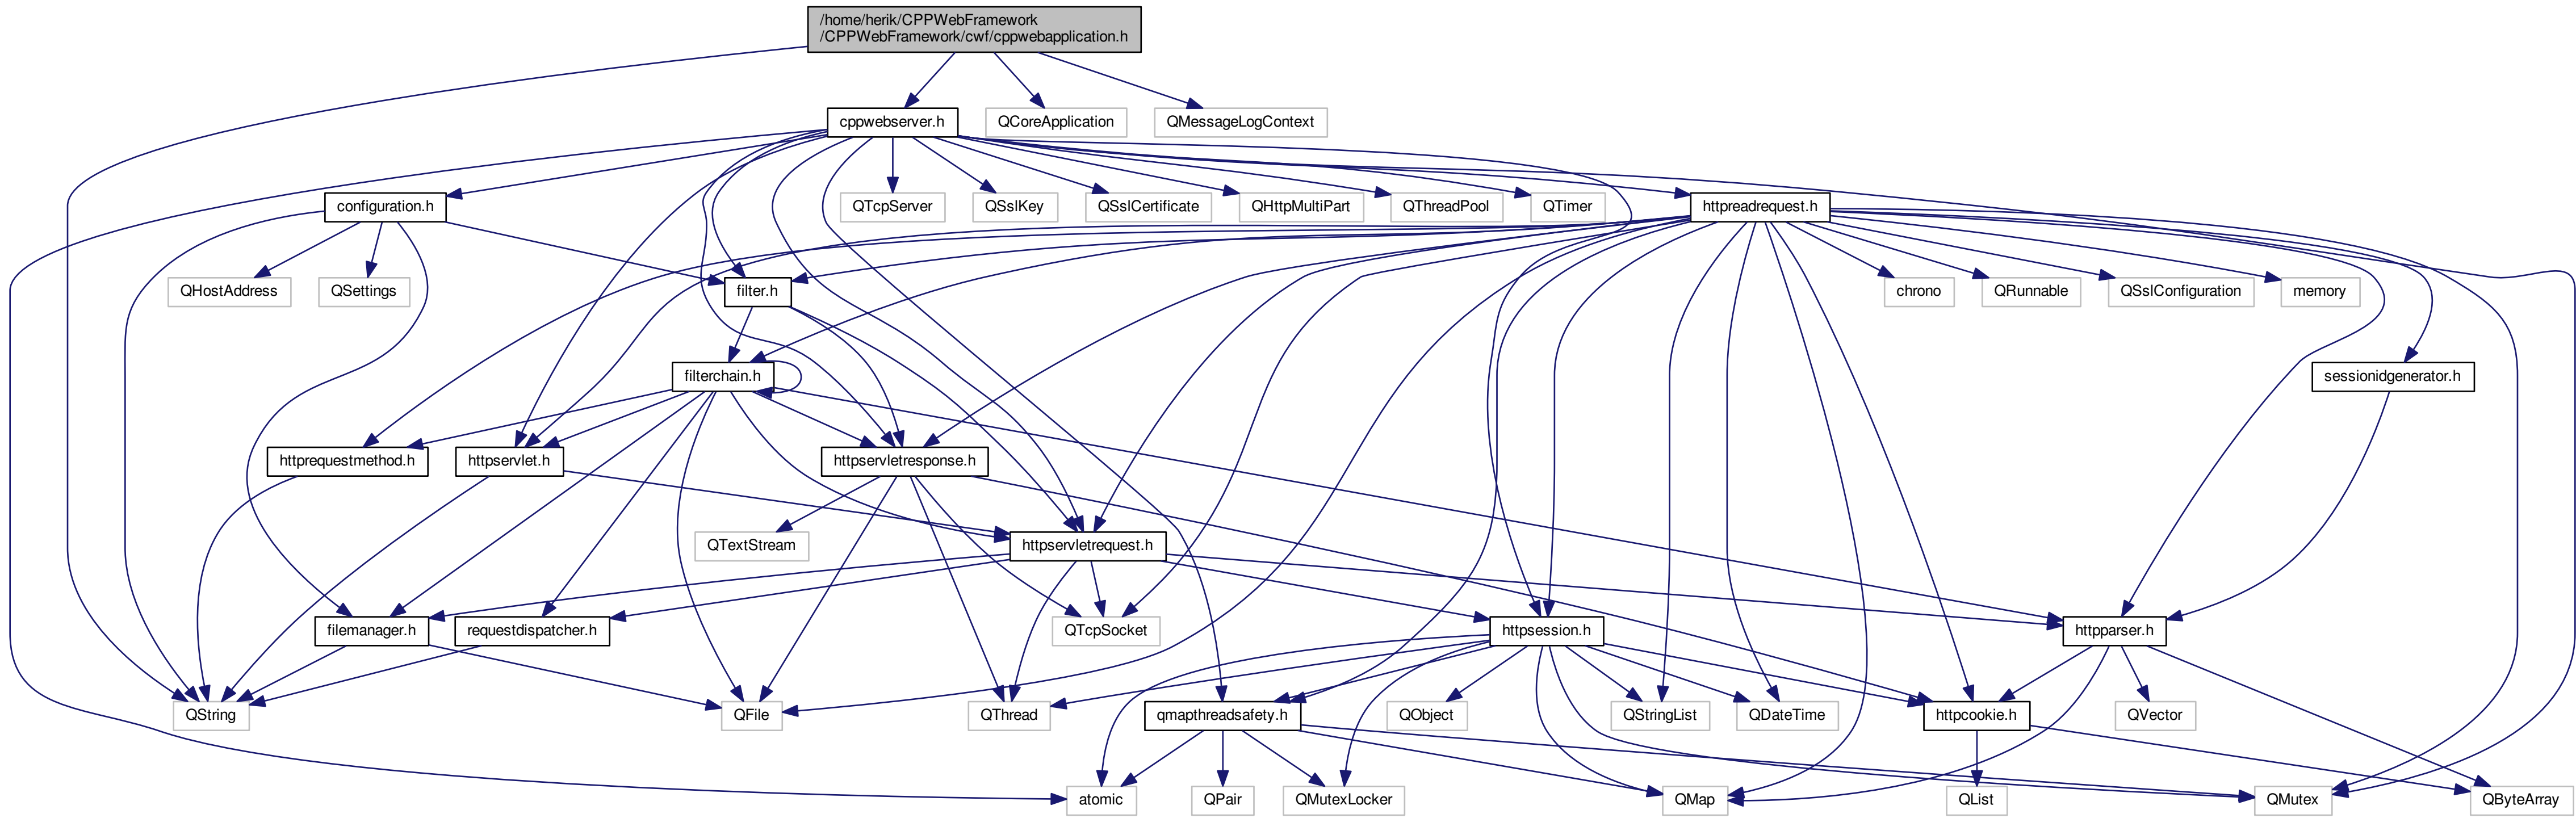 /home/herik/CPPWebFramework
/CPPWebFramework/cwf/cppwebapplication.h
cppwebserver.h
QCoreApplication
QMessageLogContext
configuration.h
QTcpServer
QSslKey
QSslCertificate
QHttpMultiPart
QThreadPool
QTimer
httpreadrequest.h
QHostAddress
QSettings
filter.h
chrono
QRunnable
QSslConfiguration
memory
filterchain.h
sessionidgenerator.h
httprequestmethod.h
httpservlet.h
httpservletresponse.h
QTextStream
httpservletrequest.h
filemanager.h
requestdispatcher.h
QTcpSocket
httpsession.h
httpparser.h
QString
QFile
QThread
qmapthreadsafety.h
QObject
QStringList
QDateTime
httpcookie.h
QVector
atomic
QPair
QMutexLocker
QMap
QList
QMutex
QByteArray